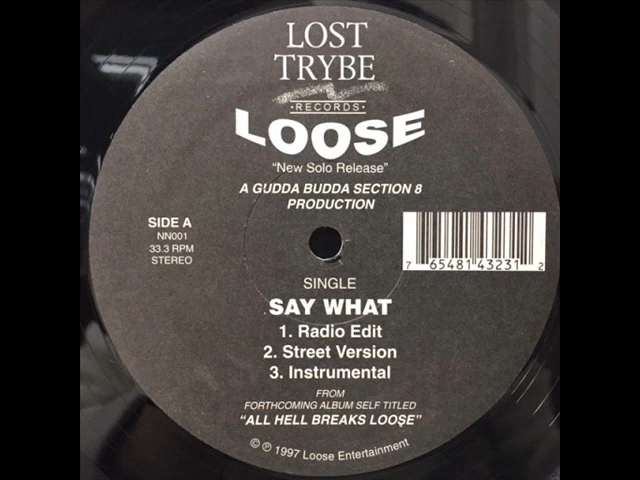 LOST
TRYBE
·RECORDS·
LOOSE
"New Solo Release"
A GUDDA BUDDA SECTION 8
PRODUCTION
SIDE A
NN001
33.3 RPM
STEREO
7 65481 43231 2
SINGLE
SAY WHAT
1. Radio Edit
2. Street Version
3. Instrumental
FROM
FORTHCOMING ALBUM SELF TITLED
"ALL HELL BREAKS LOOSE"
© ℗ 1997 Loose Entertainment